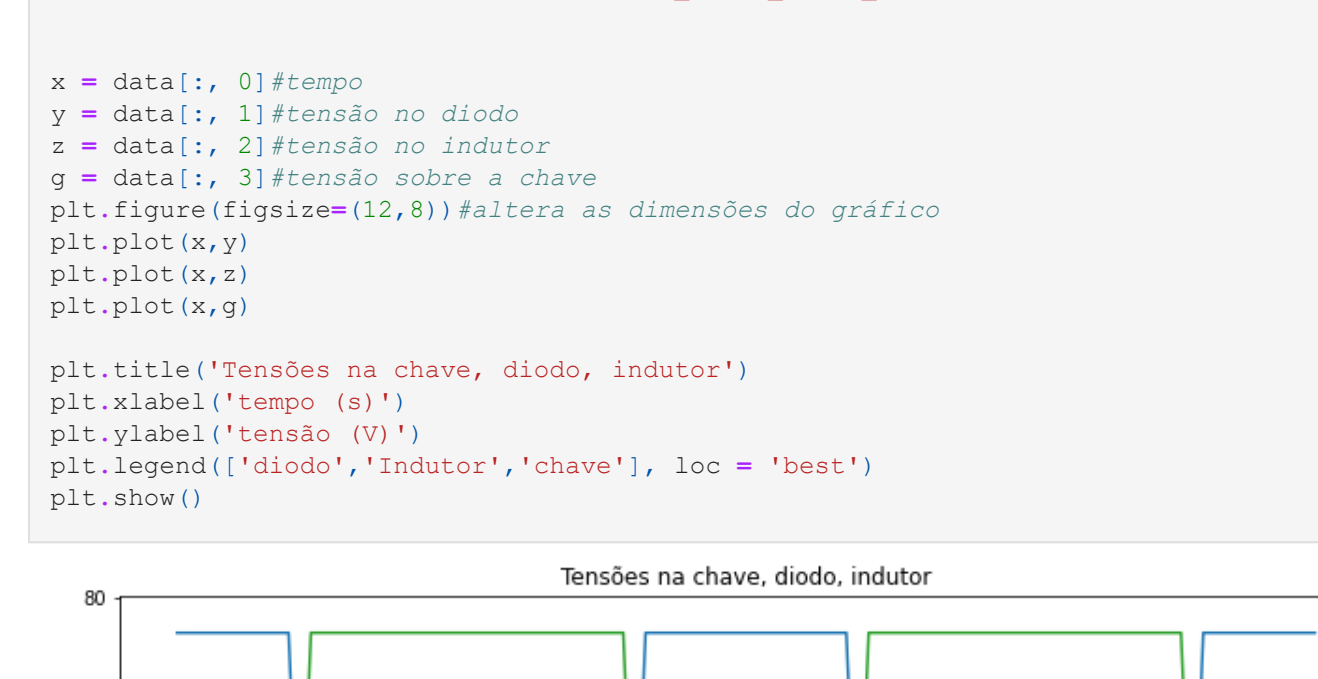 x = data[:, 0]#tempo
y = data[:, 1]#tensão no diodo
z = data[:, 2]#tensão no indutor
g = data[:, 3]#tensão sobre a chave
plt.figure(figsize=(12,8))#altera as dimensões do gráfico
plt.plot(x,y)
plt.plot(x,z)
plt.plot(x,g)
plt.title('Tensões na chave, diodo, indutor')
plt.xlabel('tempo (s)')
plt.ylabel('tensão (V)')
plt.legend(['diodo','Indutor','chave'], loc = 'best')
plt.show()
Tensões na chave, diodo, indutor
80